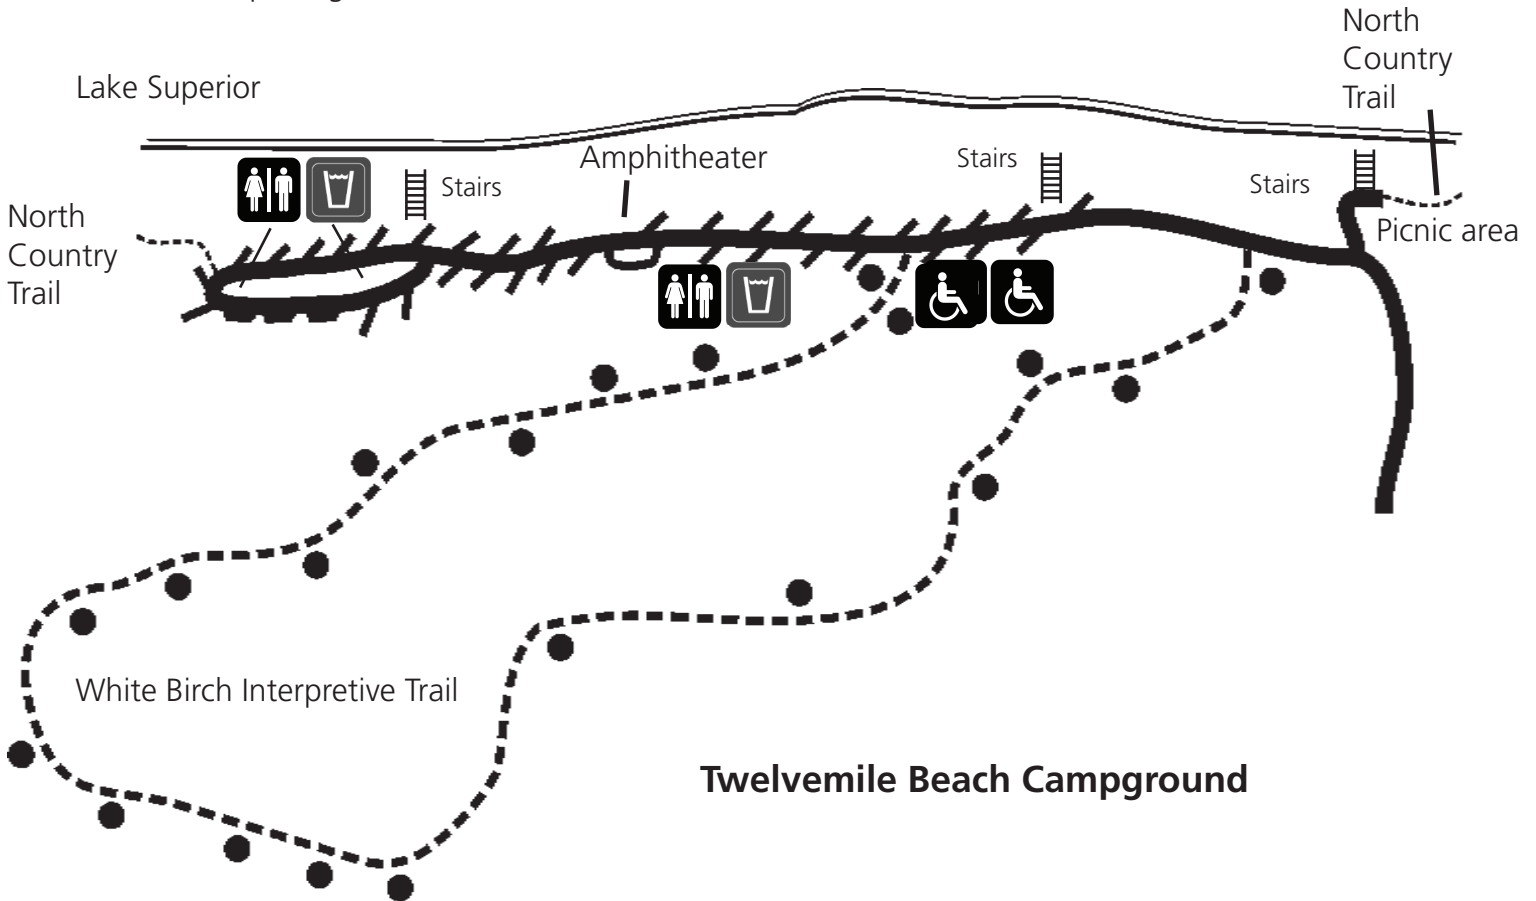 North
Country
Trail
Lake Superior
Amphitheater
Stairs
Stairs
Stairs
North
Country
Trail
Picnic area
White Birch Interpretive Trail
Twelvemile Beach Campground